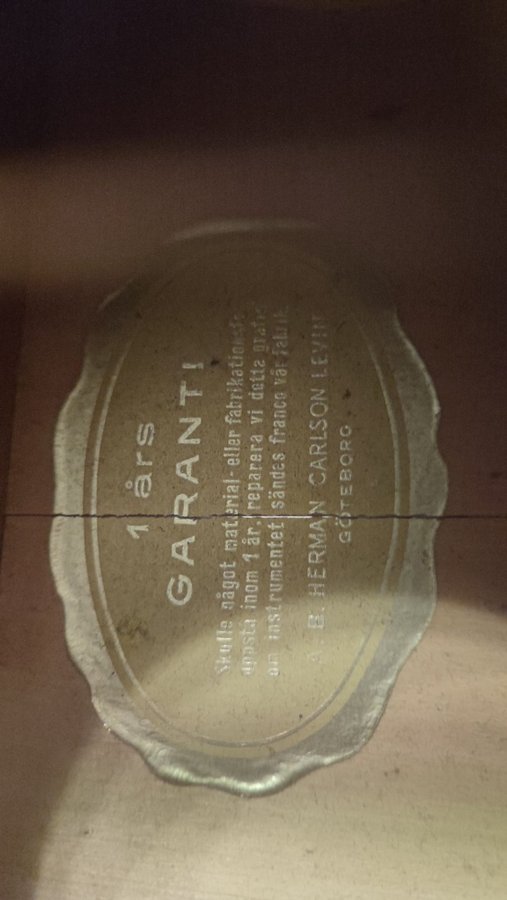 1 års
GARANTI
Skulle något material- eller fabrikationsfel
uppstå inom 1 år, reparera vi detta gratis
om instrumentet sändes franco vår fabrik.
B. HERMAN CARLSON LEVIN
GÖTEBORG.